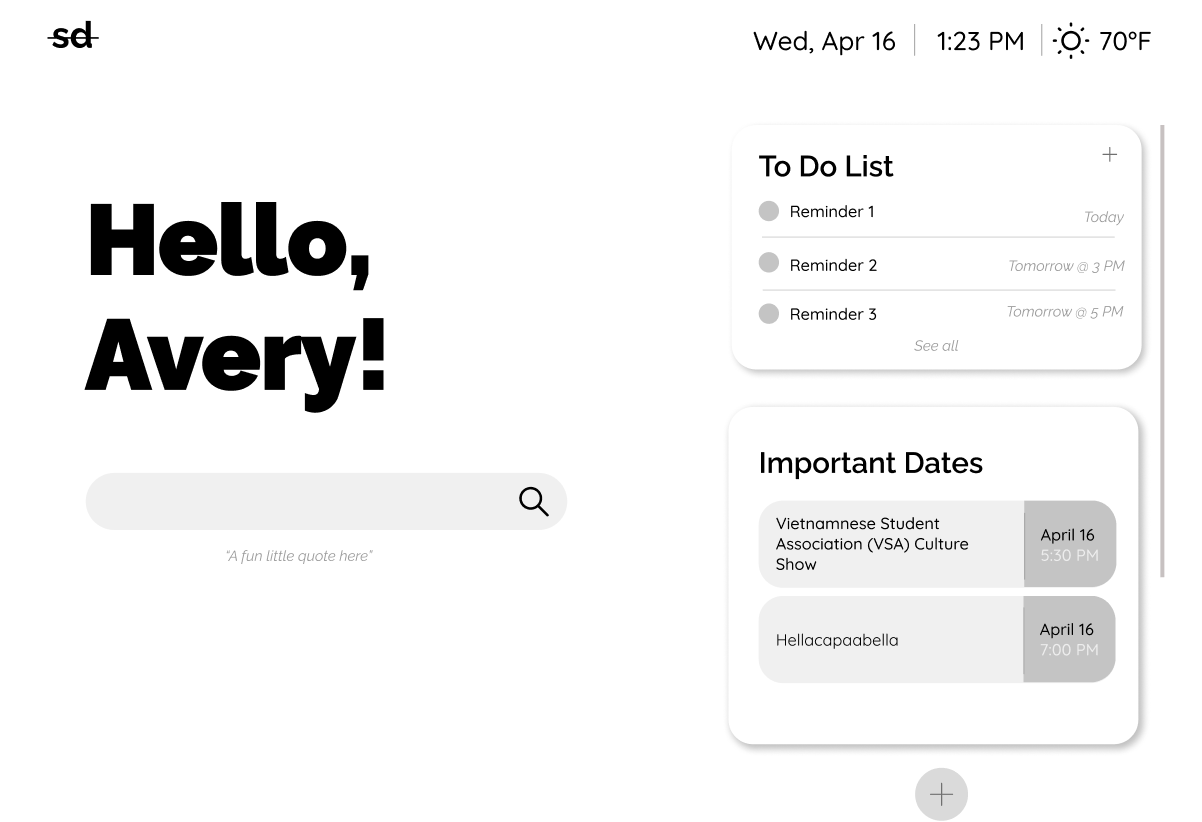 sd
Wed, Apr 16
1:23 PM
70°F
Hello,
Avery!
“A fun little quote here”
To Do List
Reminder 1
Today
Reminder 2
Tomorrow @ 3 PM
Reminder 3
Tomorrow @ 5 PM
See all
Important Dates
Vietnamnese Student
Association (VSA) Culture
Show
April 16
5:30 PM
Hellacapaabella
April 16
7:00 PM